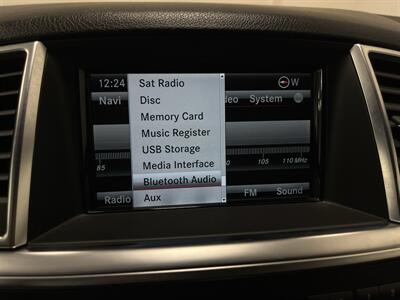 12:24
Sat Radio
W
Navi
Disc
deo
System
Memory Card
Music Register
USB Storage
Media Interface
85
105
110 MHz
Bluetooth Audio
Radio
Aux
FM
Sound